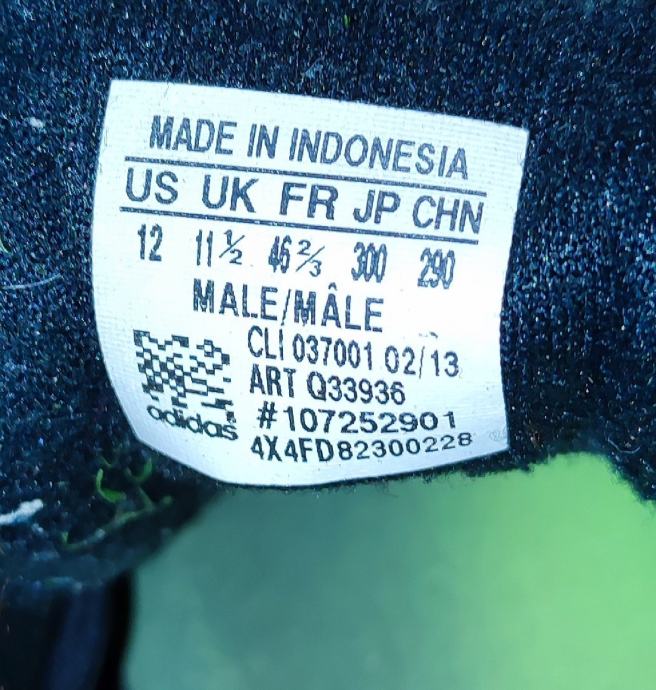 MADE IN INDONESIA
US UK FR JP CHN
12 11½ 46⅔ 300 290
MALE/MÂLE
CLI 037001 02/13
ART Q33936
#107252901
adidas
4X4FD82300228